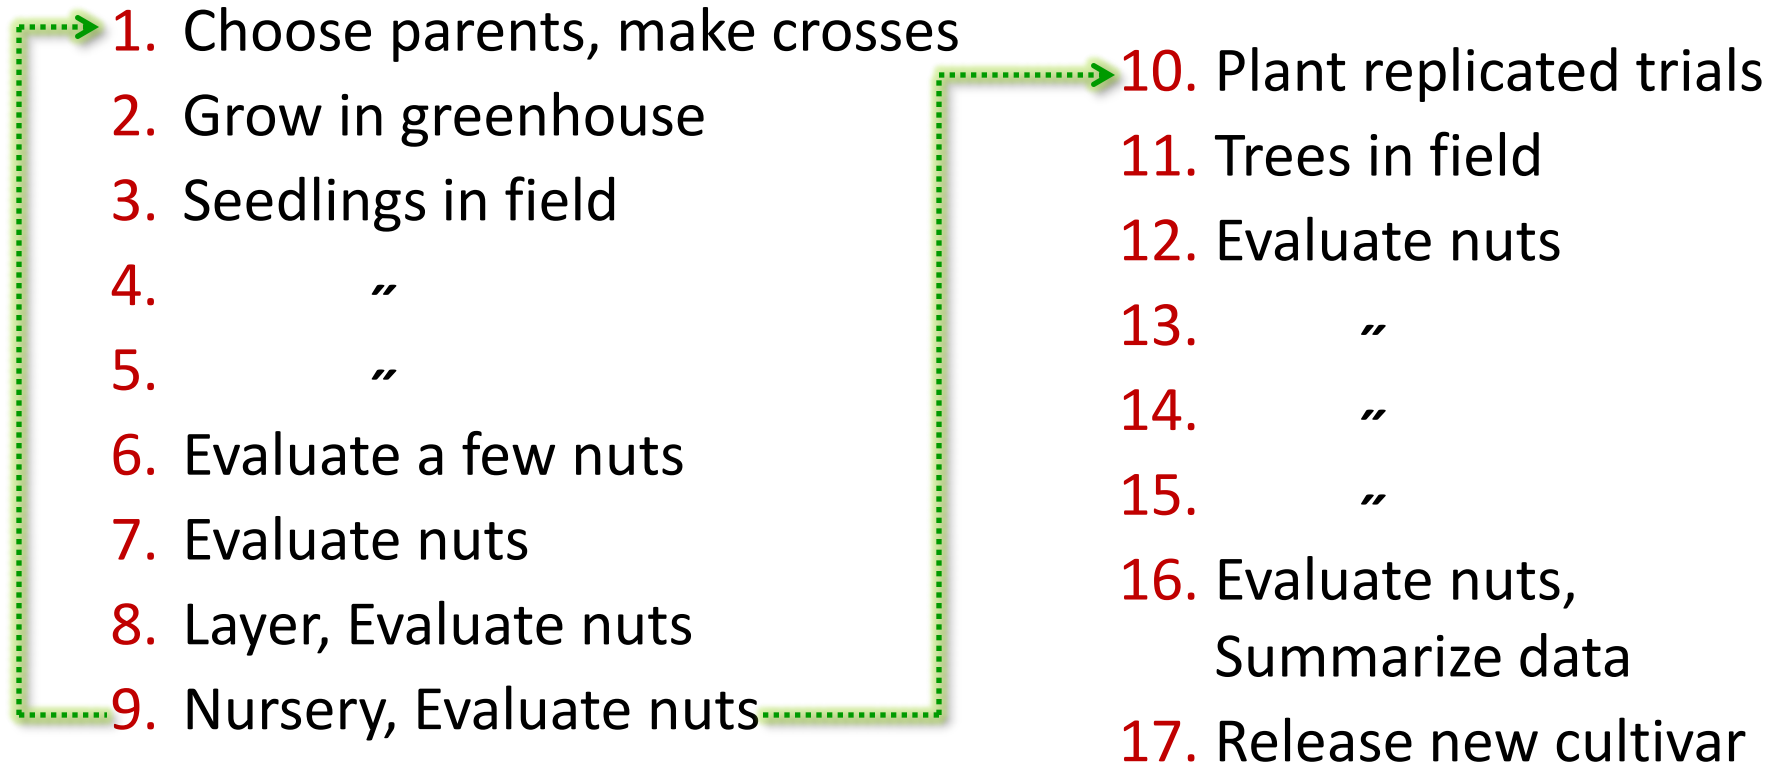 1. Choose parents, make crosses
2. Grow in greenhouse
3. Seedlings in field
4. ″
5. ″
6. Evaluate a few nuts
7. Evaluate nuts
8. Layer, Evaluate nuts
9. Nursery, Evaluate nuts
10. Plant replicated trials
11. Trees in field
12. Evaluate nuts
13. ″
14. ″
15. ″
16. Evaluate nuts,
Summarize data
17. Release new cultivar